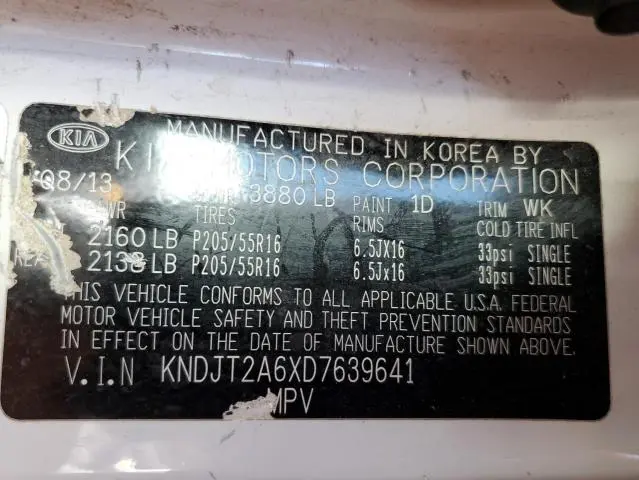 KIA
MANUFACTURED IN KOREA BY
KIA MOTORS CORPORATION
08/13 3880 LB PAINT 1D TRIM WK
TIRES RIMS COLD TIRE INFL
2160 LB P205/55R16 6.5JX16 33psi SINGLE
2138 LB P205/55R16 6.5Jx16 33psi SINGLE
THIS VEHICLE CONFORMS TO ALL APPLICABLE U.S.A. FEDERAL
MOTOR VEHICLE SAFETY AND THEFT PREVENTION STANDARDS
IN EFFECT ON THE DATE OF MANUFACTURE SHOWN ABOVE.
V.I.N KNDJT2A6XD7639641
MPV